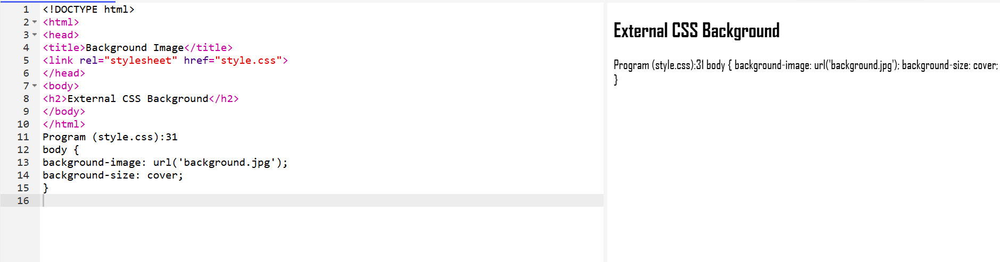 1 <!DOCTYPE html>
2 <html>
3 <head>
4 <title>Background Image</title>
5 <link rel="stylesheet" href="style.css">
6 </head>
7 <body>
8 <h2>External CSS Background</h2>
9 </body>
10 </html>
11 Program (style.css):31
12 body {
13 background-image: url('background.jpg');
14 background-size: cover;
15 }
16
External CSS Background
Program (style.css):31 body { background-image: url('background.jpg'); background-size: cover;
}